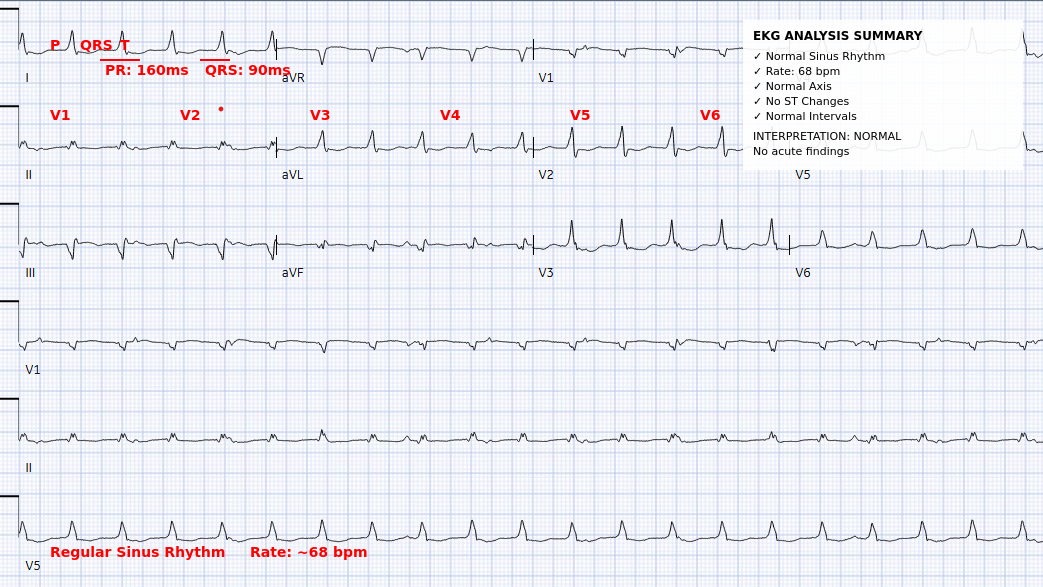 P QRS T
PR: 160ms QRS: 90ms
I aVR V1
V1 V2 V3 V4 V5 V6
II aVL V2 V5
III aVF V3 V6
V1
II
Regular Sinus Rhythm Rate: ~68 bpm
V5
EKG ANALYSIS SUMMARY
✓ Normal Sinus Rhythm
✓ Rate: 68 bpm
✓ Normal Axis
✓ No ST Changes
✓ Normal Intervals
INTERPRETATION: NORMAL
No acute findings